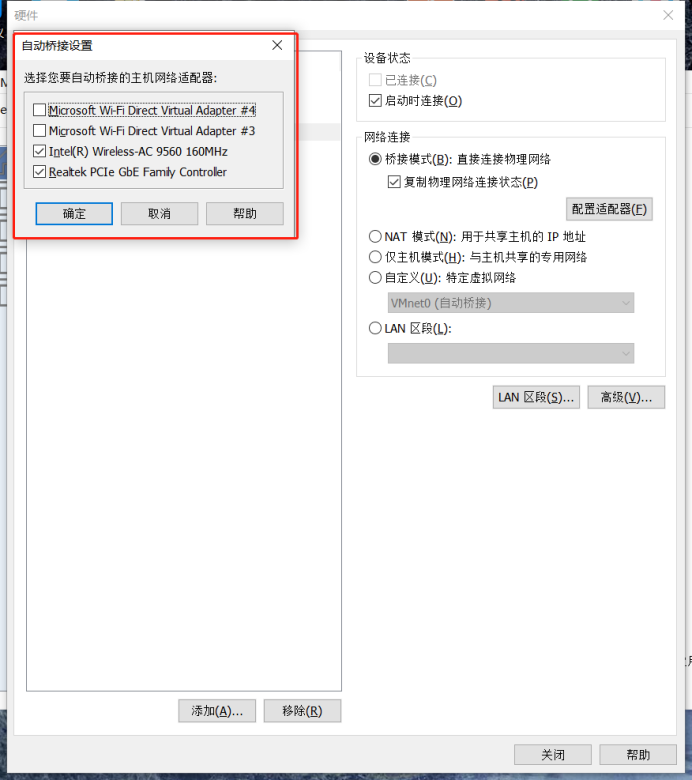 硬件
自动桥接设置
选择您要自动桥接的主机网络适配器:
Microsoft Wi-Fi Direct Virtual Adapter #4
Microsoft Wi-Fi Direct Virtual Adapter #3
Intel(R) Wireless-AC 9560 160MHz
Realtek PCIe GbE Family Controller
确定
取消
帮助
设备状态
已连接(C)
启动时连接(O)
网络连接
桥接模式(B): 直接连接物理网络
复制物理网络连接状态(P)
配置适配器(F)
NAT 模式(N): 用于共享主机的 IP 地址
仅主机模式(H): 与主机共享的专用网络
自定义(U): 特定虚拟网络
VMnet0 (自动桥接)
LAN 区段(L):
LAN 区段(S)...
高级(V)...
添加(A)...
移除(R)
关闭
帮助